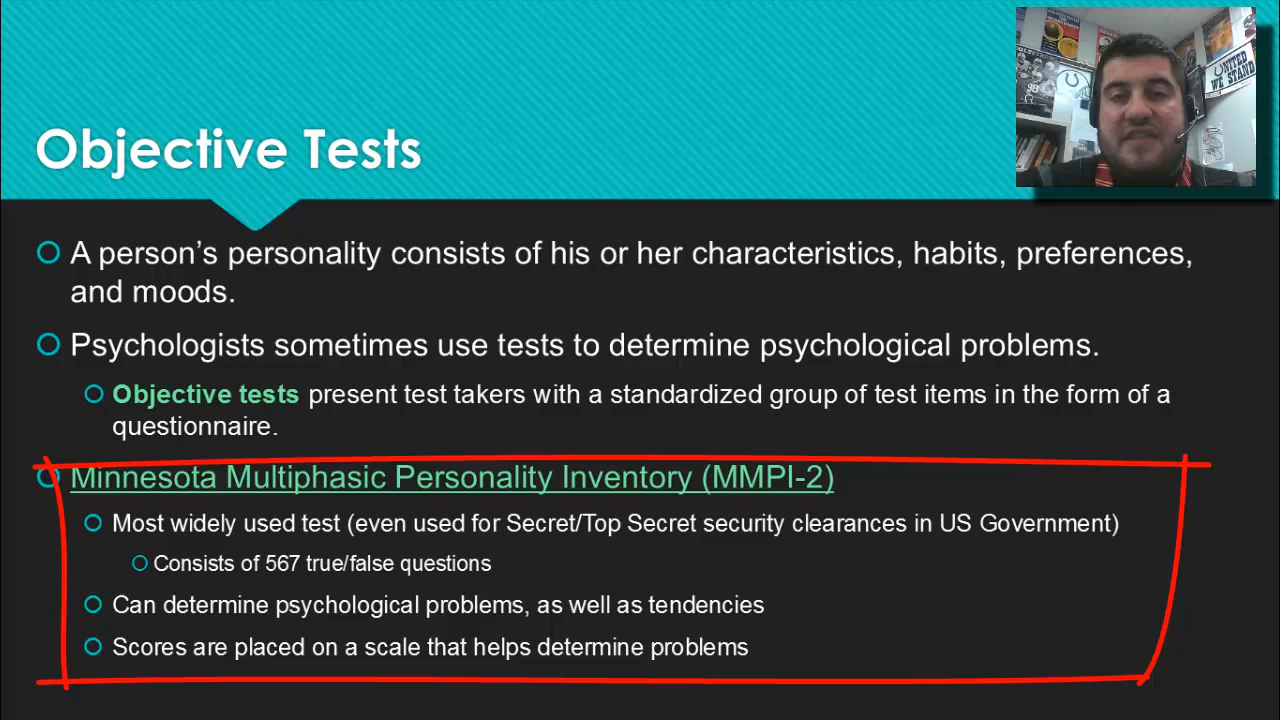 UNITED
WE STAND
Objective Tests
A person’s personality consists of his or her characteristics, habits, preferences,
and moods.
Psychologists sometimes use tests to determine psychological problems.
Objective tests present test takers with a standardized group of test items in the form of a
questionnaire.
Minnesota Multiphasic Personality Inventory (MMPI-2)
Most widely used test (even used for Secret/Top Secret security clearances in US Government)
Consists of 567 true/false questions
Can determine psychological problems, as well as tendencies
Scores are placed on a scale that helps determine problems